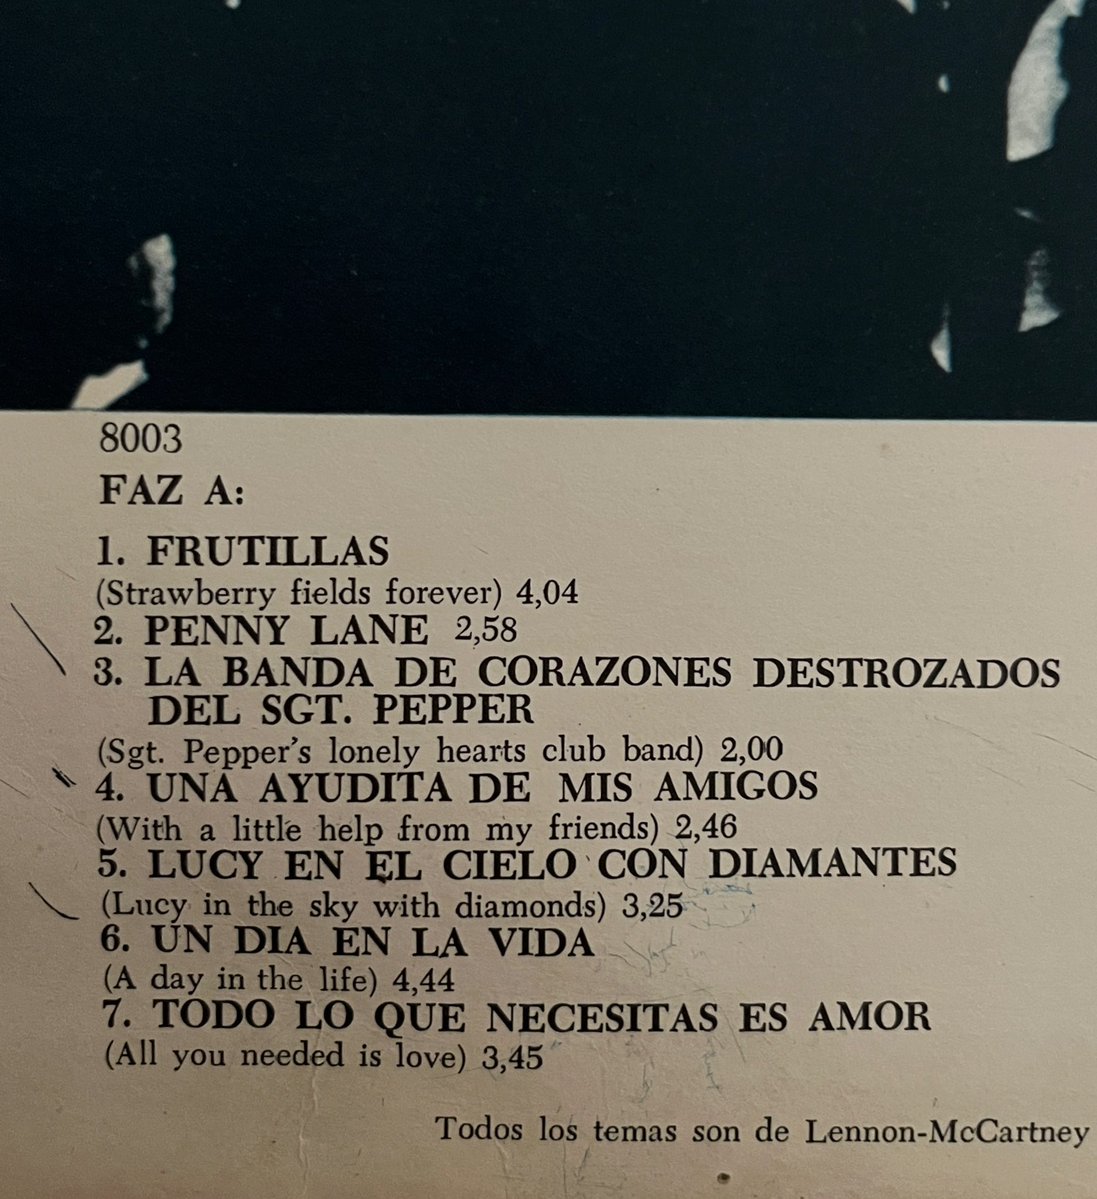 8003
FAZ A:
1. FRUTILLAS
(Strawberry fields forever) 4,04
2. PENNY LANE 2,58
3. LA BANDA DE CORAZONES DESTROZADOS
DEL SGT. PEPPER
(Sgt. Pepper's lonely hearts club band) 2,00
4. UNA AYUDITA DE MIS AMIGOS
(With a little help from my friends) 2,46
5. LUCY EN EL CIELO CON DIAMANTES
(Lucy in the sky with diamonds) 3,25
6. UN DIA EN LA VIDA
(A day in the life) 4,44
7. TODO LO QUE NECESITAS ES AMOR
(All you needed is love) 3,45
Todos los temas son de Lennon-McCartney